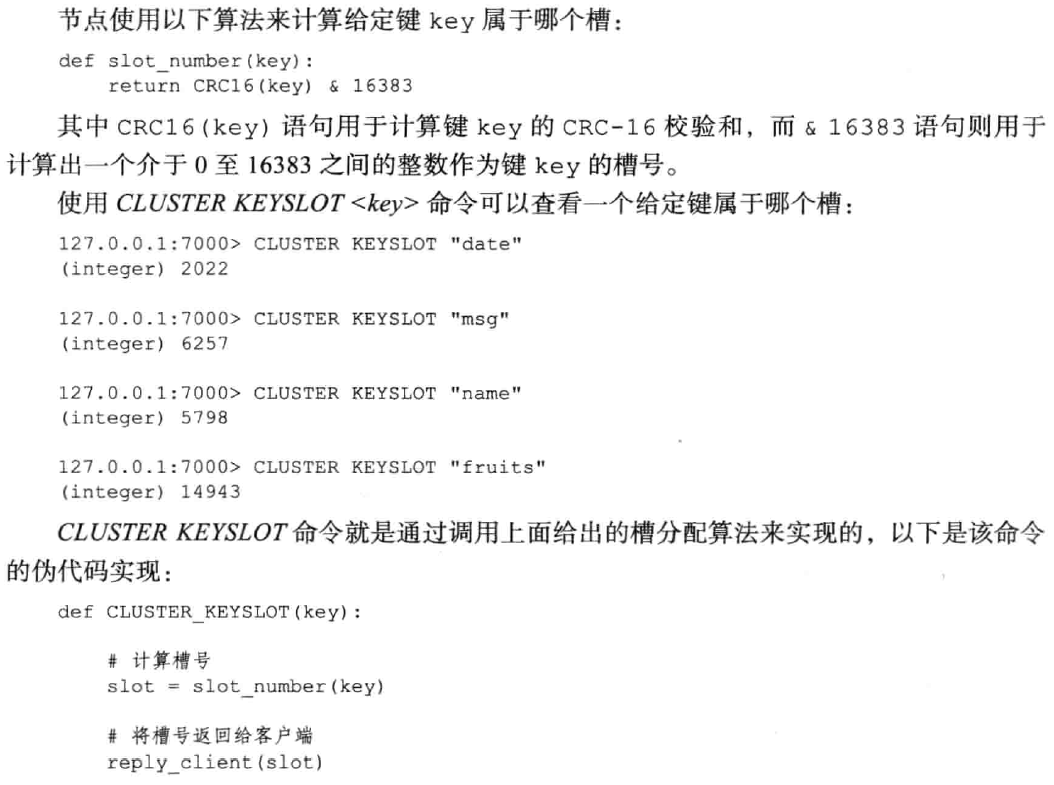 节点使用以下算法来计算给定键 key 属于哪个槽：
def slot_number(key):
    return CRC16(key) & 16383
其中 CRC16(key) 语句用于计算键 key 的 CRC-16 校验和，而 & 16383 语句则用于
计算出一个介于 0 至 16383 之间的整数作为键 key 的槽号。
使用 CLUSTER KEYSLOT <key> 命令可以查看一个给定键属于哪个槽：
127.0.0.1:7000> CLUSTER KEYSLOT "date"
(integer) 2022
127.0.0.1:7000> CLUSTER KEYSLOT "msg"
(integer) 6257
127.0.0.1:7000> CLUSTER KEYSLOT "name"
(integer) 5798
127.0.0.1:7000> CLUSTER KEYSLOT "fruits"
(integer) 14943
CLUSTER KEYSLOT 命令就是通过调用上面给出的槽分配算法来实现的，以下是该命令
的伪代码实现：
def CLUSTER_KEYSLOT(key):
    # 计算槽号
    slot = slot_number(key)
    # 将槽号返回给客户端
    reply_client(slot)